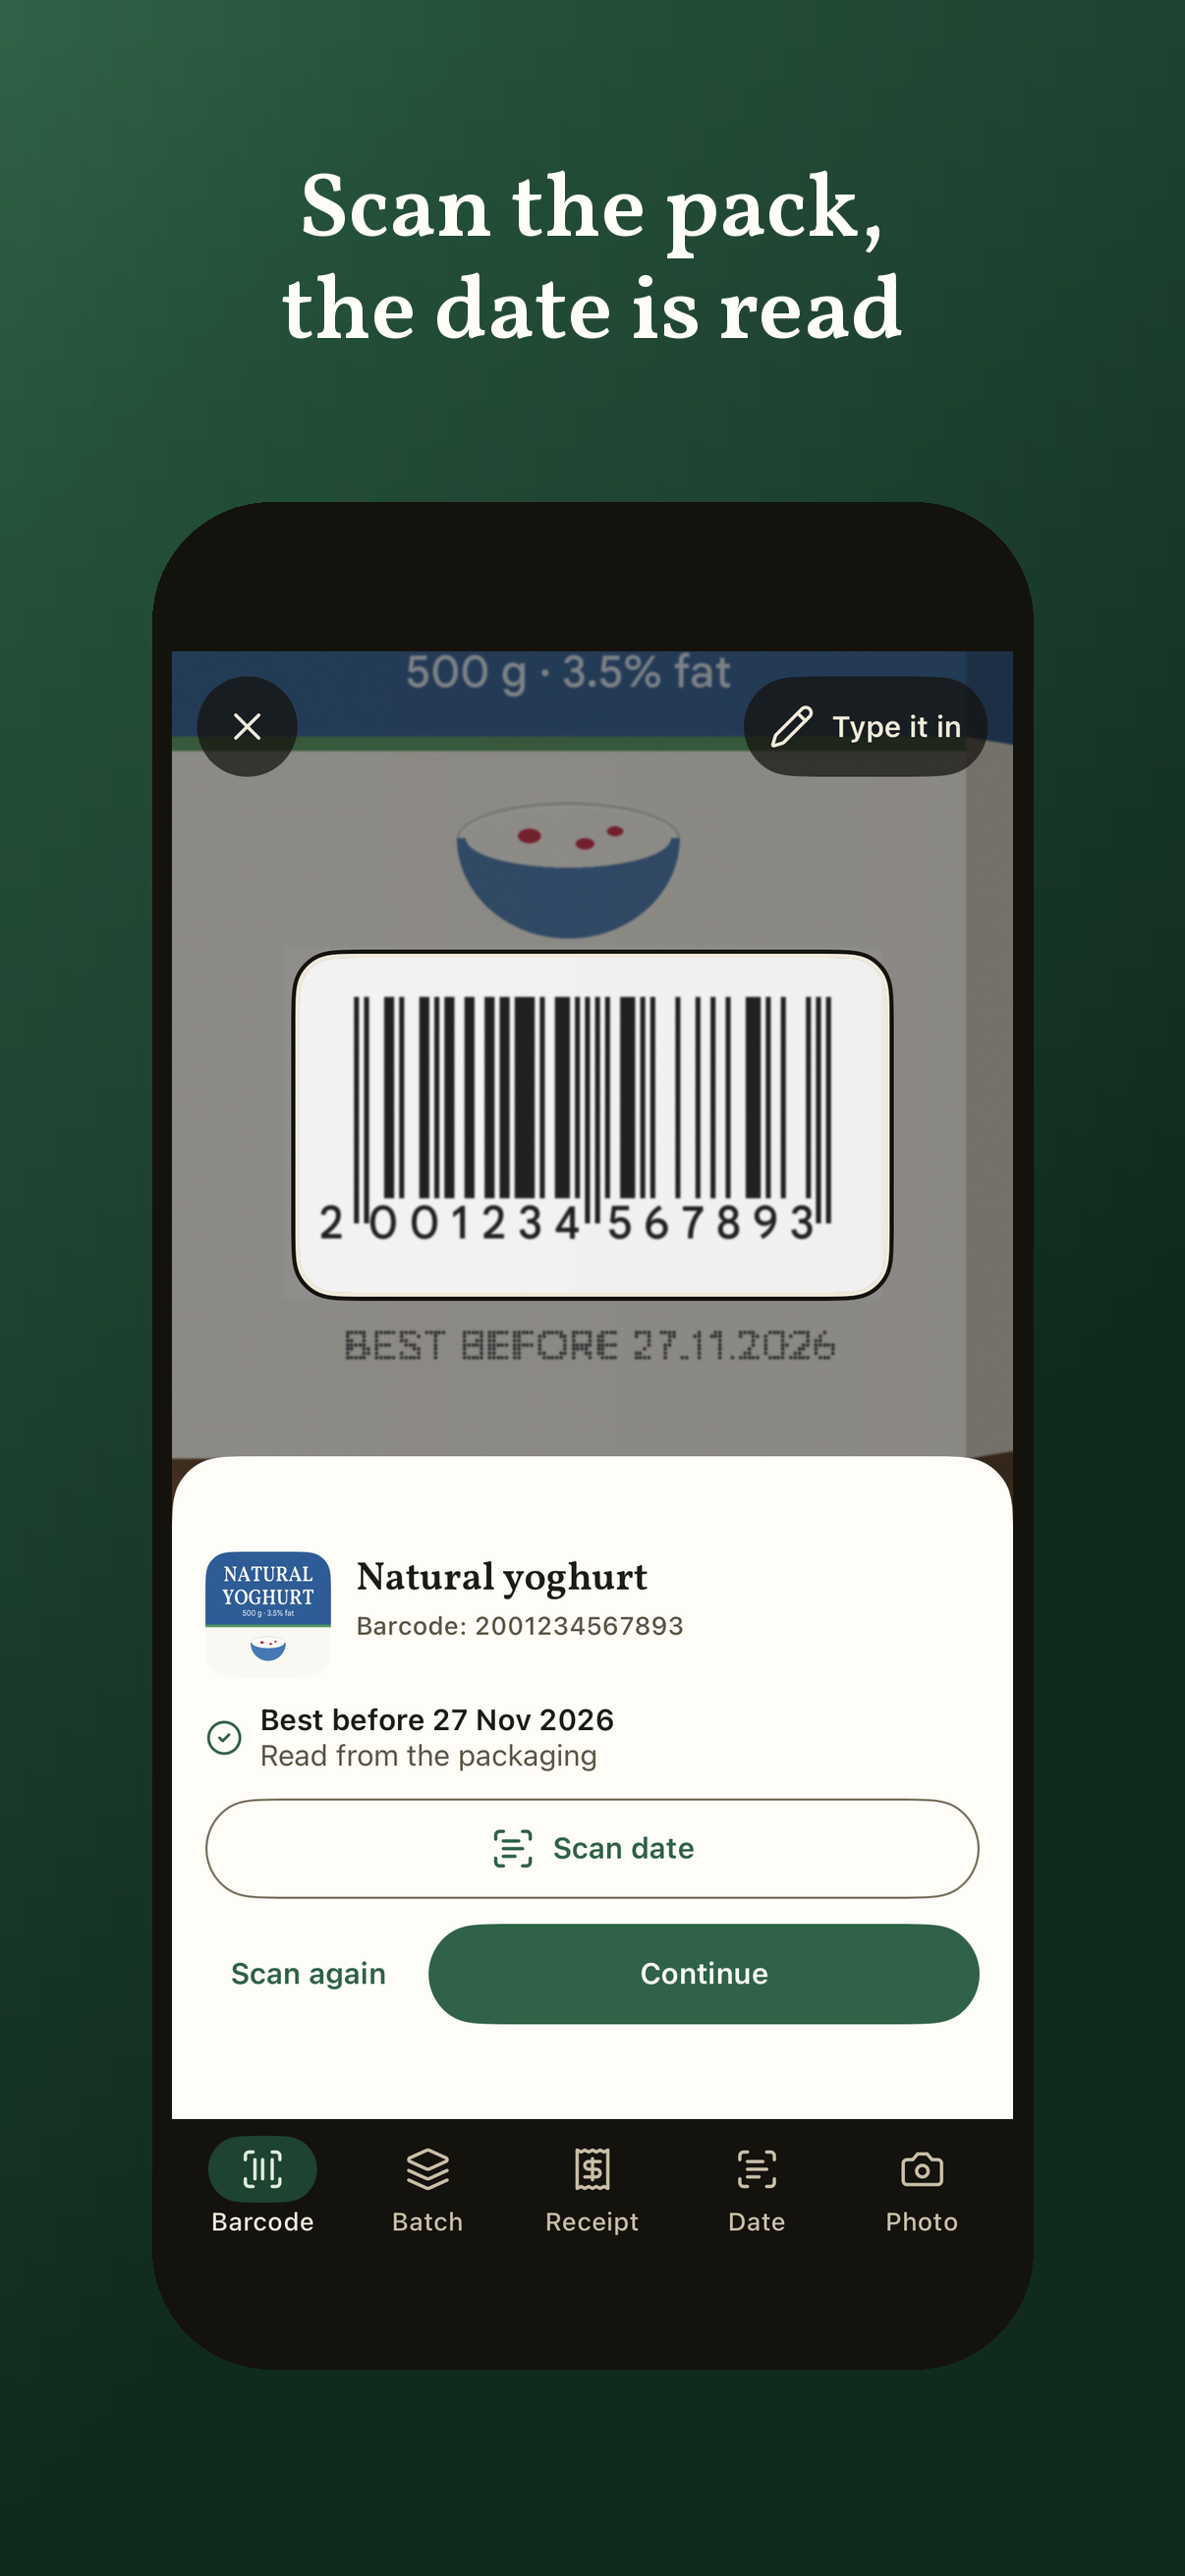 Scan the pack,
the date is read
500 g · 3.5% fat
Type it in
2 001234 567893
BEST BEFORE 27.11.2026
NATURAL
YOGHURT
500 g · 3.5% fat
Natural yoghurt
Barcode: 2001234567893
Best before 27 Nov 2026
Read from the packaging
Scan date
Scan again
Continue
Barcode
Batch
Receipt
Date
Photo